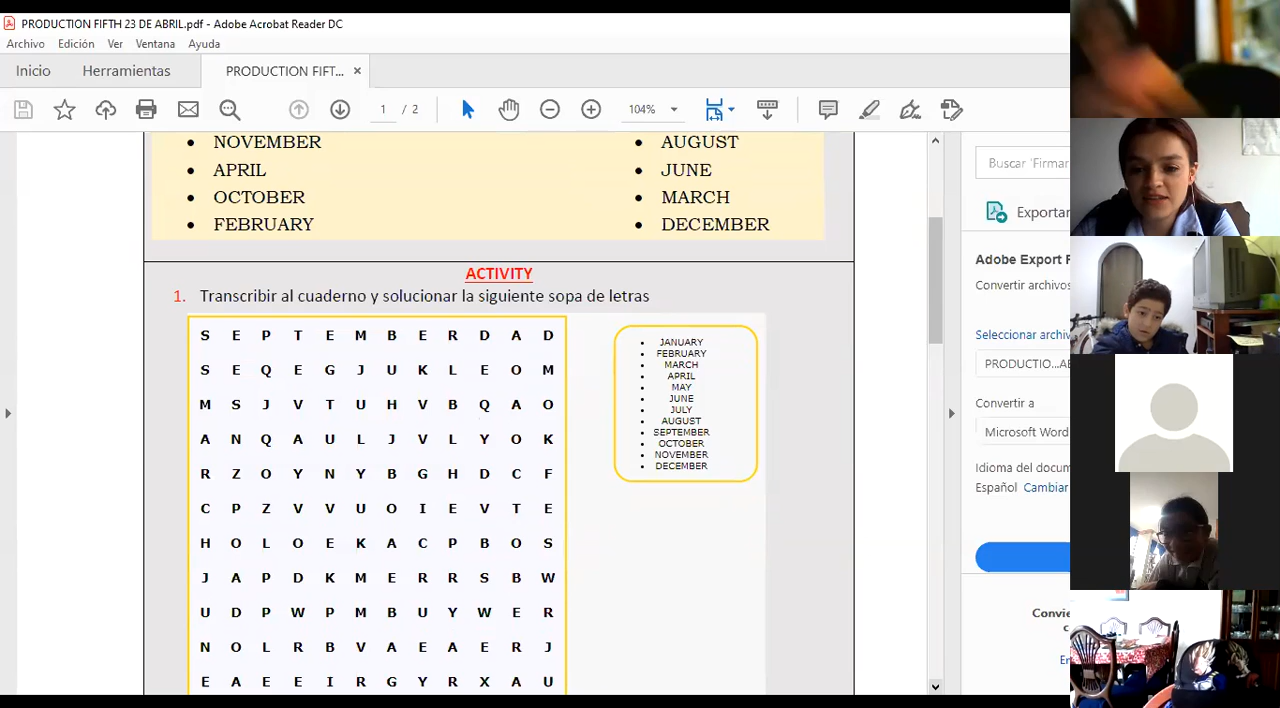 PRODUCTION FIFTH 23 DE ABRIL.pdf - Adobe Acrobat Reader DC
Archivo Edición Ver Ventana Ayuda
Inicio Herramientas PRODUCTION FIFT... ×
1 / 2 104%
• NOVEMBER
• APRIL
• OCTOBER
• FEBRUARY
• AUGUST
• JUNE
• MARCH
• DECEMBER
ACTIVITY
1. Transcribir al cuaderno y solucionar la siguiente sopa de letras
S E P T E M B E R D A D
S E Q E G J U K L E O M
M S J V T U H V B Q A O
A N Q A U L J V L Y O K
R Z O Y N Y B G H D C F
C P Z V V U O I E V T E
H O L O E K A C P B O S
J A P D K M E R R S B W
U D P W P M B U Y W E R
N O L R B V A E A E R J
E A E E I R G Y R X A U
• JANUARY
• FEBRUARY
• MARCH
• APRIL
• MAY
• JUNE
• JULY
• AUGUST
• SEPTEMBER
• OCTOBER
• NOVEMBER
• DECEMBER
Buscar 'Firmar
Exportar
Adobe Export P
Convertir archivos
Seleccionar archiv
PRODUCTIO...AB
Convertir a
Microsoft Word
Idioma del docum
Español Cambiar
Convie